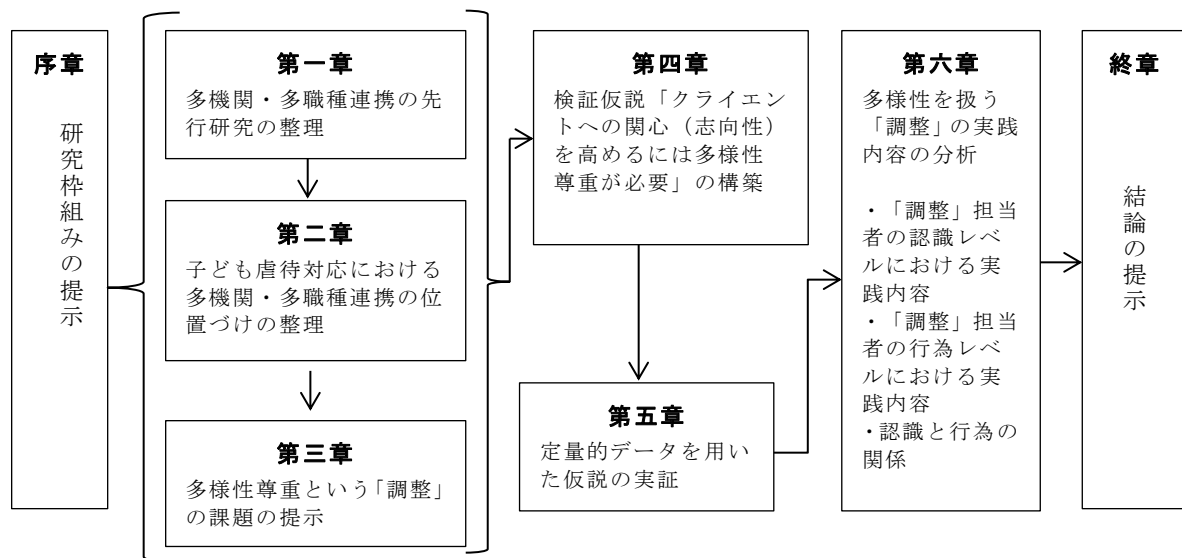 序章
研究枠組みの提示
第一章
多機関・多職種連携の先
行研究の整理
第二章
子ども虐待対応における
多機関・多職種連携の位
置づけの整理
第三章
多様性尊重という「調整」
の課題の提示
第四章
検証仮説「クライエン
トへの関心（志向性）
を高めるには多様性
尊重が必要」の構築
第五章
定量的データを用い
た仮説の実証
第六章
多様性を扱う
「調整」の実践
内容の分析
・「調整」担当
者の認識レベ
ルにおける実
践内容
・「調整」担当
者の行為レベ
ルにおける実
践内容
・認識と行為の
関係
終章
結論の提示